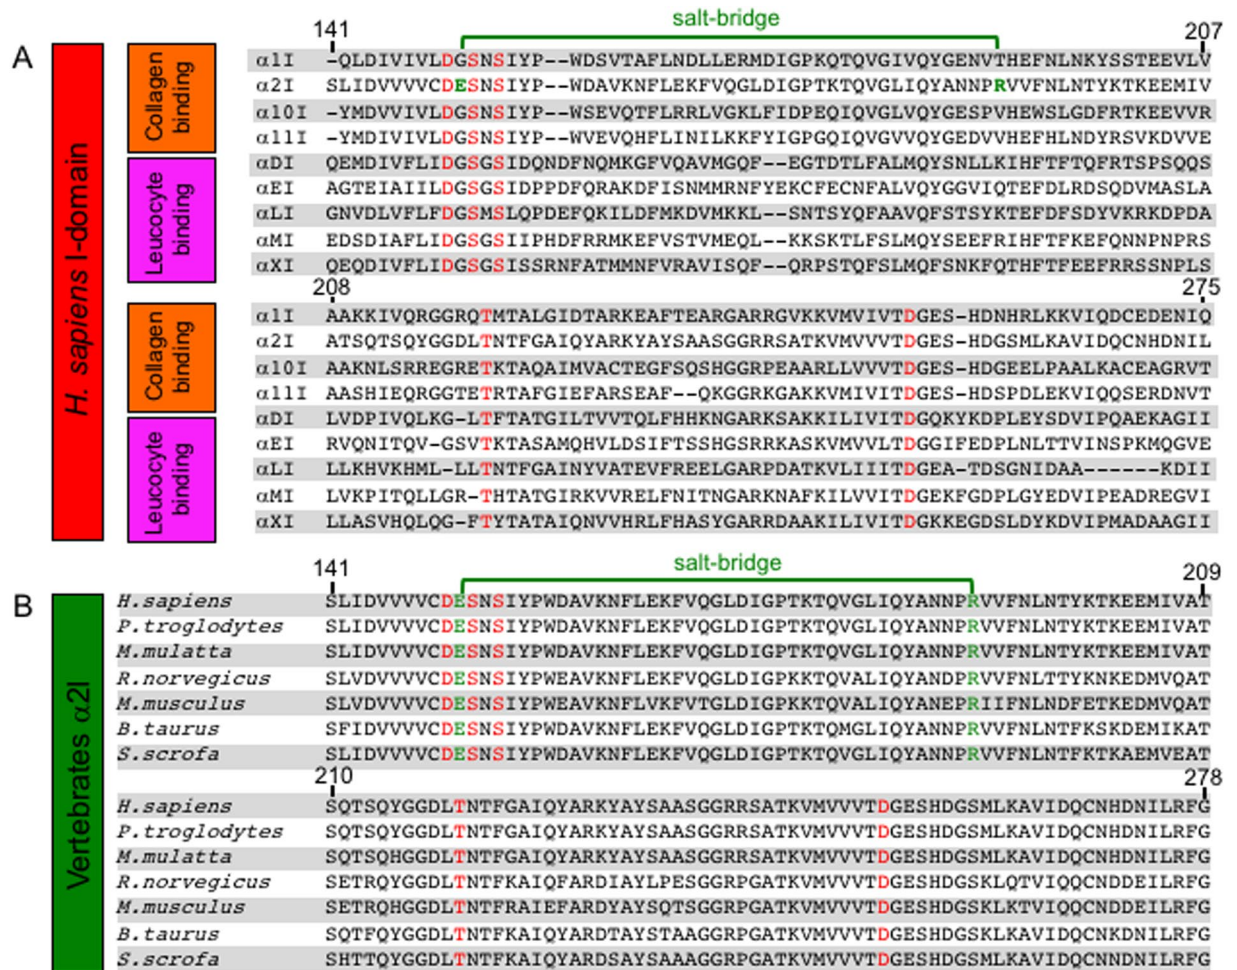 salt-bridge
141 207
A
H. sapiens I-domain
Collagen binding
Leucocyte binding
α1I -QLDIVIVLDGSNSIYP--WDSVTAFLNDLLERMDIGPKQTQVGIVQYGENVTHEFNLNKYSSTEEVLV
α2I SLIDVVVVCDESNSIYP--WDAVKNFLEKFVQGLDIGPTKTQVGLIQYANNPRVVFNLNTYKTKEEMIV
α10I -YMDVVIVLDGSNSIYP--WSEVQTFLRRLVGKLFIDPEQIQVGLVQYGESPVHEWSLGDFRTKEEVVR
α11I -YMDIVIVLDGSNSIYP--WVEVQHFLINILKKFYIGPGQIQVGVVQYGEDVVHEFHLNDYRSVKDVVE
αDI QEMDIVFLIDGSGSIDQNDFNQMKGFVQAVMGQF--EGTDTLFALMQYSNLLKIHFTFTQFRTSPSQQS
αEI AGTEIAIILDGSGSIDPPDFQRAKDFISNMMRNFYEKCFECNFALVQYGGVIQTEFDLRDSQDVMASLA
αLI GNVDLVFLFDGSMSLQPDEFQKILDFMKDVMKKL--SNTSYQFAAVQFSTSYKTEFDFSDYVKRKDPDA
αMI EDSDIAFLIDGSGSIIPHDFRRMKEFVSTVMEQL--KKSKTLFSLMQYSEEFRIHFTFKEFQNNPNPRS
αXI QEQDIVFLIDGSGSISSRNFATMMNFVRAVISQF--QRPSTQFSLMQFSNKFQTHFTFEEFRRSSNPLS
208 275
Collagen binding
Leucocyte binding
α1I AAKKIVQRGGRQTMTALGIDTARKEAFTEARGARRGVKKVMVIVTDGES-HDNHRLKKVIQDCEDENIQ
α2I ATSQTSQYGGDLTNTFGAIQYARKYAYSAASGGRRSATKVMVVVTDGES-HDGSMLKAVIDQCNHDNIL
α10I AAKNLSRREGRETKTAQAIMVACTEGFSQSHGGRPEAARLLVVVTDGES-HDGEELPAALKACEAGRVT
α11I AASHIEQRGGTETRTAFGIEFARSEAF--QKGGRKGAKKVMIVITDGES-HDSPDLEKVIQQSERDNVT
αDI LVDPIVQLKG-LTFTATGILTVVTQLFHHKNGARKSAKKILIVITDGQKYKDPLEYSDVIPQAEKAGII
αEI RVQNITQV-GSVTKTASAMQHVLDSIFTSSHGSRRKASKVMVVLTDGGIFEDPLNLTTVINSPKMQGVE
αLI LLKHVKHML-LLTNTFGAINYVATEVFREELGARPDATKVLIIITDGEA-TDSGNIDAA------KDII
αMI LVKPITQLLGR-THTATGIRKVVRELFNITNGARKNAFKILVVITDGEKFGDPLGYEDVIPEADREGVI
αXI LLASVHQLQG-FTYTATAIQNVVHRLFHASYGARRDAAKILIVITDGKKEGDSLDYKDVIPMADAAGII
salt-bridge
141 209
B
Vertebrates α2I
H.sapiens SLIDVVVVCDESNSIYPWDAVKNFLEKFVQGLDIGPTKTQVGLIQYANNPRVVFNLNTYKTKEEMIVAT
P.troglodytes SLIDVVVVCDESNSIYPWDAVKNFLEKFVQGLDIGPTKTQVGLIQYANNPRVVFNLNTYKTKEEMIVAT
M.mulatta SLIDVVVVCDESNSIYPWDAVKNFLEKFVQGLDIGPTKTQVGLIQYANNPRVVFNLNTYKTKEEMIVAT
R.norvegicus SLVDVVVVCDESNSIYPWEAVKNFLEKFVQGLDIGPKKTQVALIQYANDPRVVFNLTTYKNKEDMVQAT
M.musculus SLVDVVVVCDESNSIYPWEAVKNFLVKFVTGLDIGPKKTQVALIQYANEPRIIFNLNDFETKEDMVQAT
B.taurus SFIDVVVVCDESNSIYPWDAVKNFLEKFVQGLDIGPTKTQMGLIQYANNPRVVFNLNTFKSKDEMIKAT
S.scrofa SLIDVVVVCDESNSIYPWDAVKNFLEKFVQGLDIGPTKTQVGLIQYANNPRVVFNLNTFKTKAEMVEAT
210 278
H.sapiens SQTSQYGGDLTNTFGAIQYARKYAYSAASGGRRSATKVMVVVTDGESHDGSMLKAVIDQCNHDNILRFG
P.troglodytes SQTSQYGGDLTNTFGAIQYARKYAYSAASGGRRSATKVMVVVTDGESHDGSMLKAVIDQCNHDNILRFG
M.mulatta SQTSQHGGDLTNTFGAIQYARKYAYSAASGGRRSATKVMVVVTDGESHDGSMLKAVIDQCNHDNILRFG
R.norvegicus SETRQYGGDLTNTFKAIQFARDIAYLPESGGRPGATKVMVVVTDGESHDGSKLQTVIQQCNDDEILRFG
M.musculus SETRQHGGDLTNTFRAIEFARDYAYSQTSGGRPGATKVMVVVTDGESHDGSKLKTVIQQCNDDEILRFG
B.taurus SQTFQYGGDLTNTFKAIQYARDTAYSTAAGGRPGATKVMVVVTDGESHDGSMLKAVIDQCNKDNILRFG
S.scrofa SHTTQYGGDLTNTFKAIQYARDSAYSAAAGGRPGATKVMVVVTDGESHDGSMLKAVIDQCNNDNILRFG